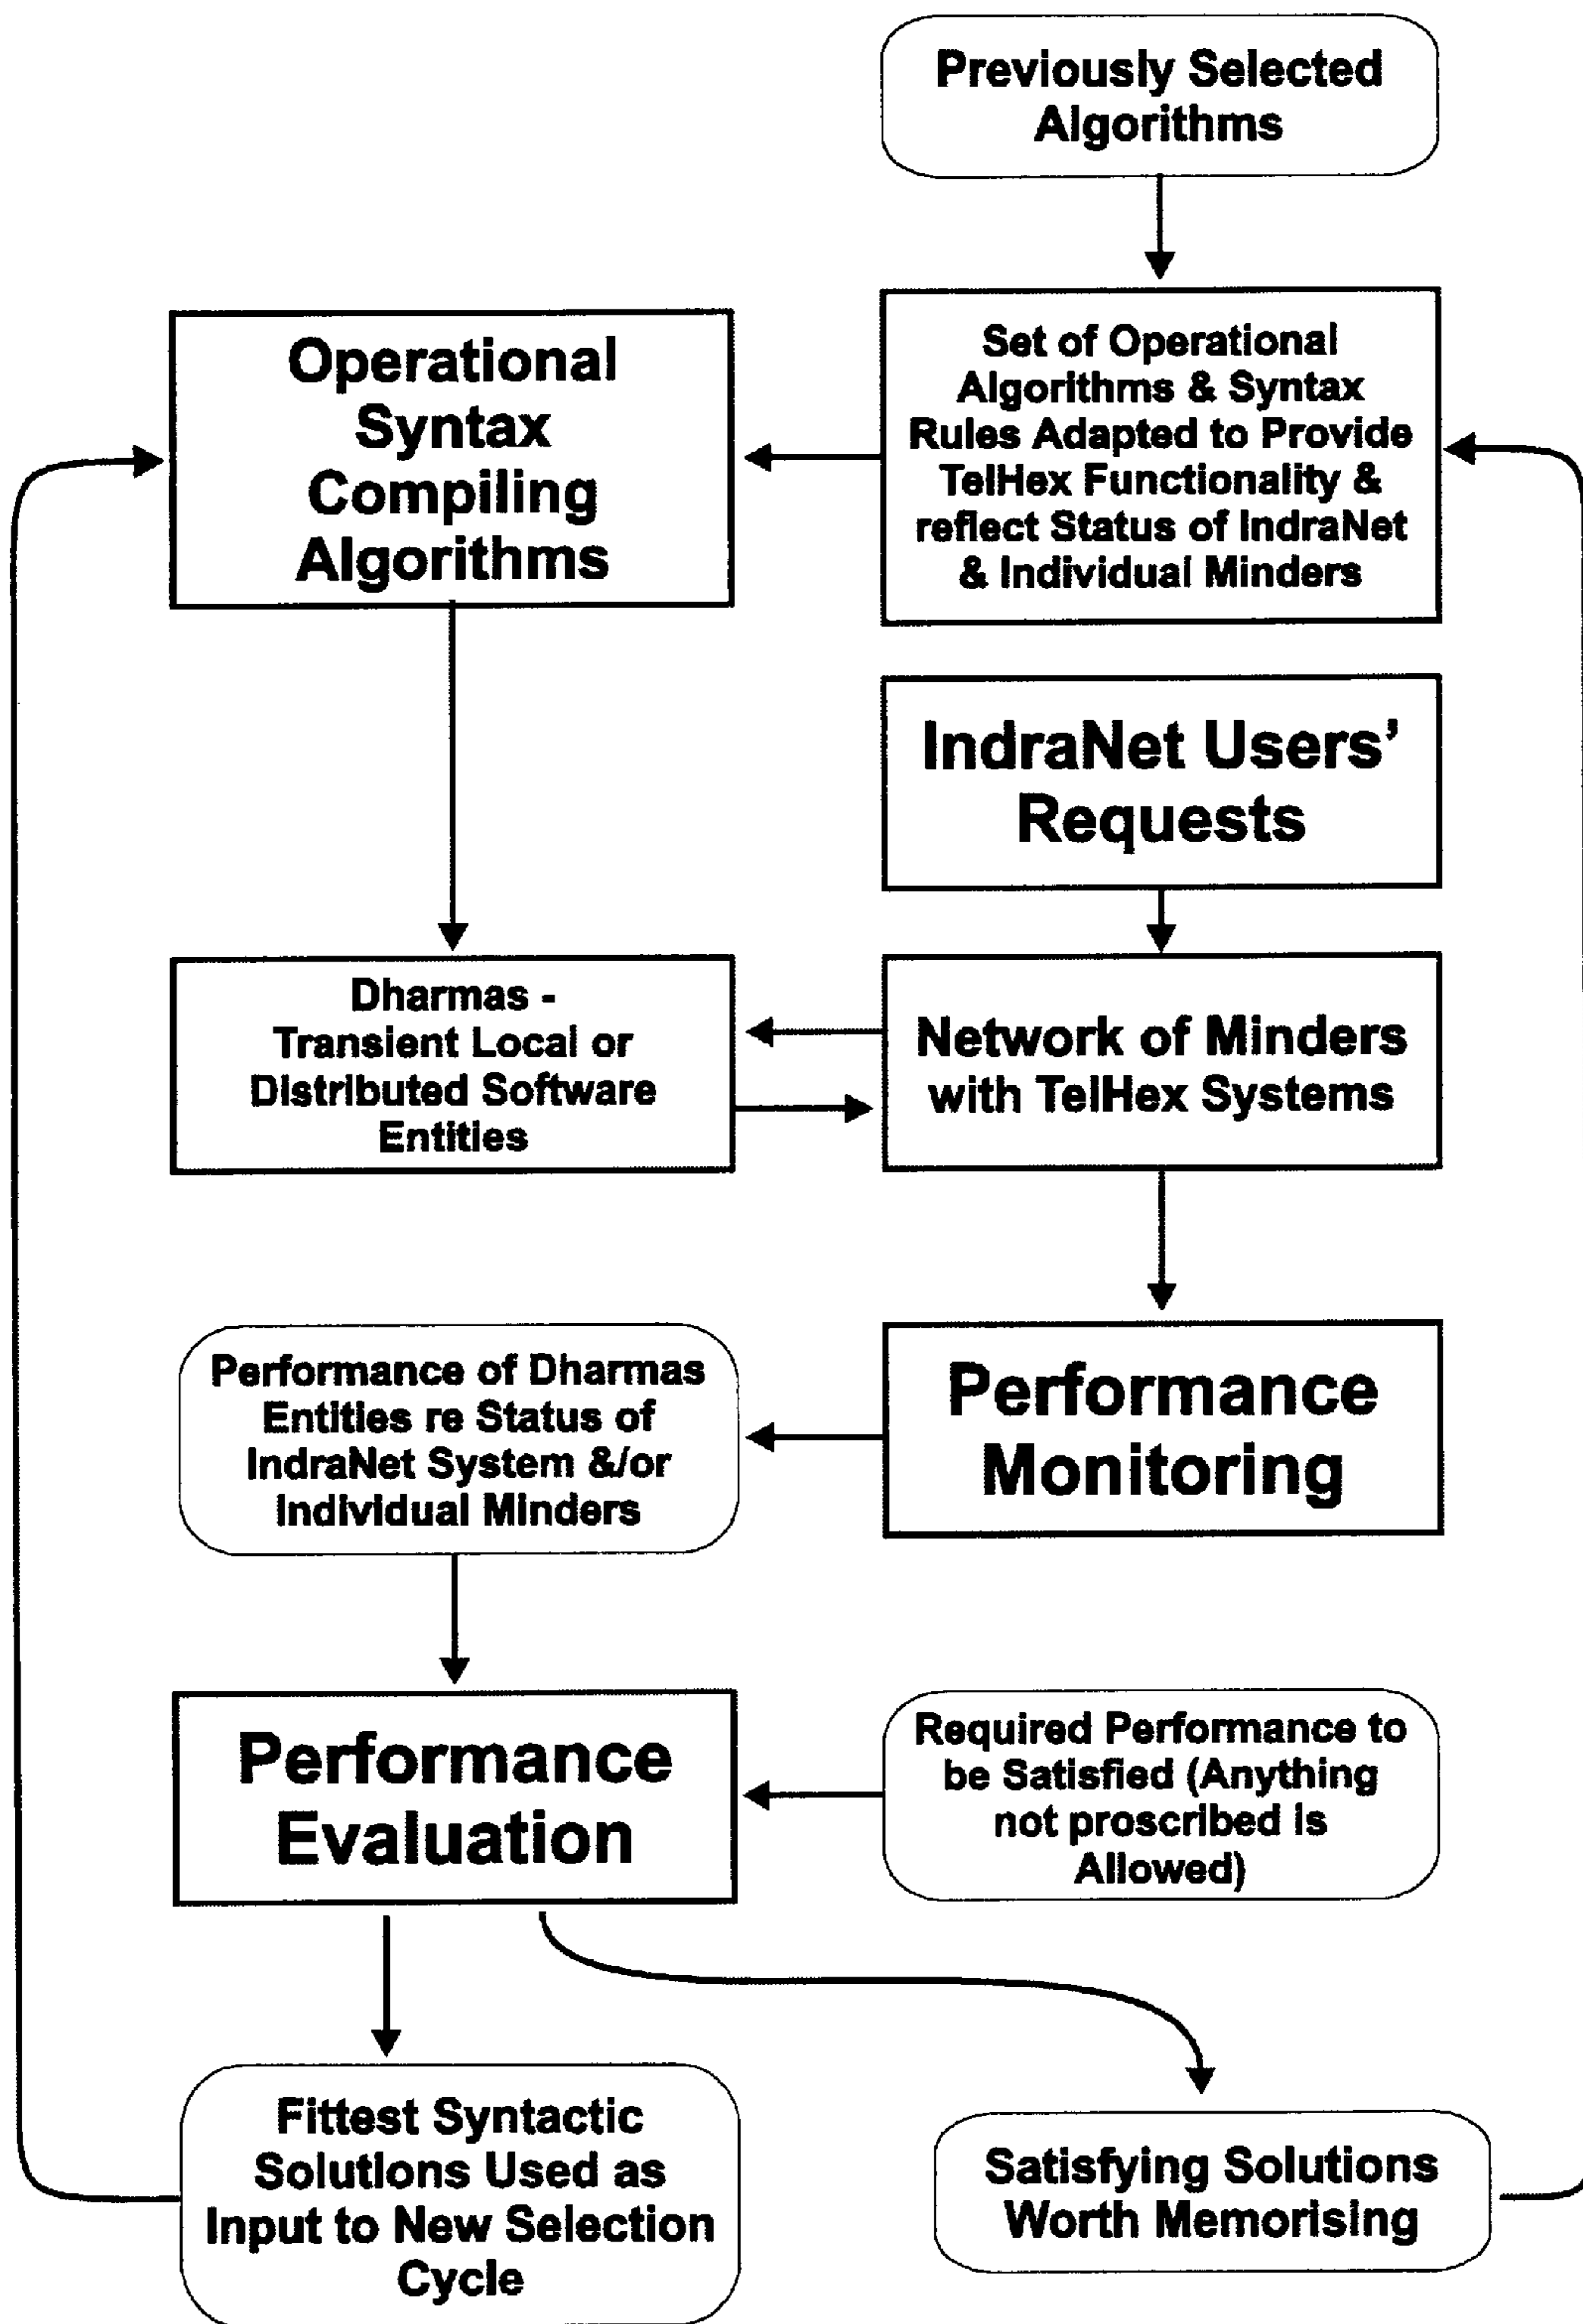 Previously Selected
Algorithms
Operational
Syntax
Compiling
Algorithms
Set of Operational
Algorithms & Syntax
Rules Adapted to Provide
TelHex Functionality &
reflect Status of IndraNet
& Individual Minders
IndraNet Users'
Requests
Dharmas -
Transient Local or
Distributed Software
Entities
Network of Minders
with TelHex Systems
Performance of Dharmas
Entities re Status of
IndraNet System &/or
Individual Minders
Performance
Monitoring
Performance
Evaluation
Required Performance to
be Satisfied (Anything
not proscribed is
Allowed)
Fittest Syntactic
Solutions Used as
Input to New Selection
Cycle
Satisfying Solutions
Worth Memorising